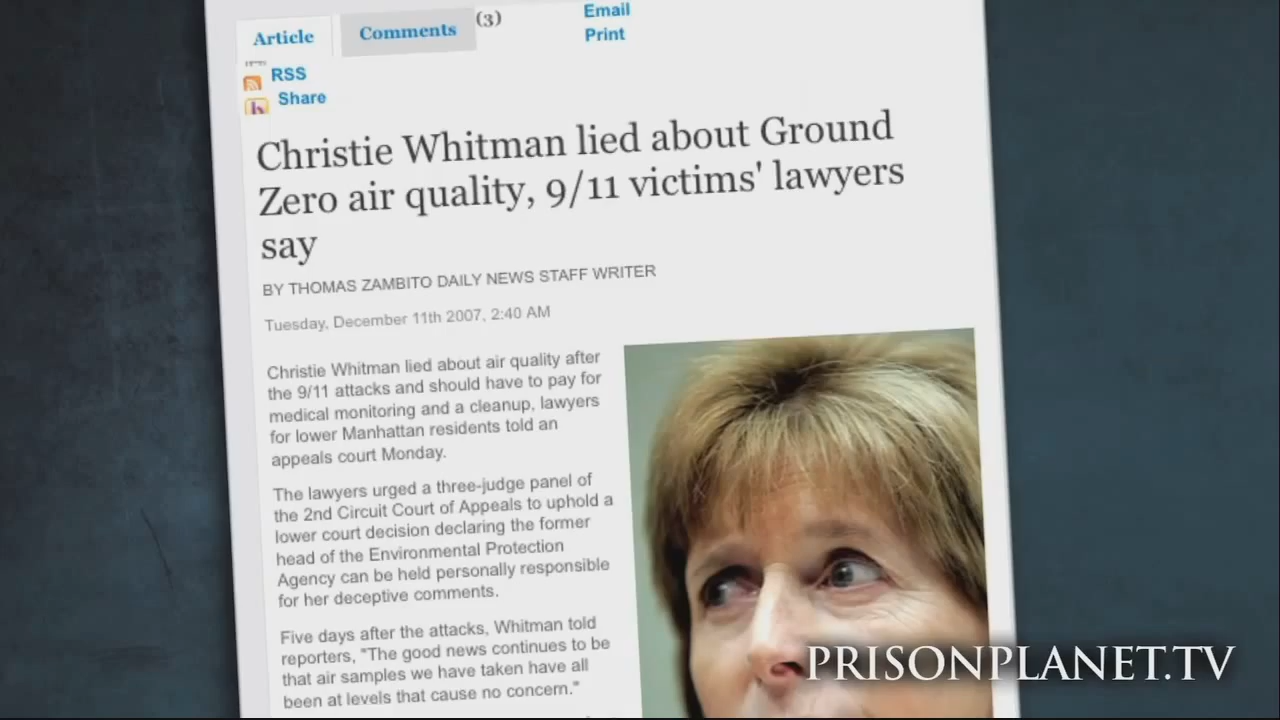 Article Comments (3) Email
Print
RSS
Share
Christie Whitman lied about Ground
Zero air quality, 9/11 victims' lawyers
say
BY THOMAS ZAMBITO DAILY NEWS STAFF WRITER
Tuesday, December 11th 2007, 2:40 AM
Christie Whitman lied about air quality after
the 9/11 attacks and should have to pay for
medical monitoring and a cleanup, lawyers
for lower Manhattan residents told an
appeals court Monday.
The lawyers urged a three-judge panel of
the 2nd Circuit Court of Appeals to uphold a
lower court decision declaring the former
head of the Environmental Protection
Agency can be held personally responsible
for her deceptive comments.
Five days after the attacks, Whitman told
reporters, "The good news continues to be
that air samples we have taken have all
been at levels that cause no concern."
PRISONPLANET.TV